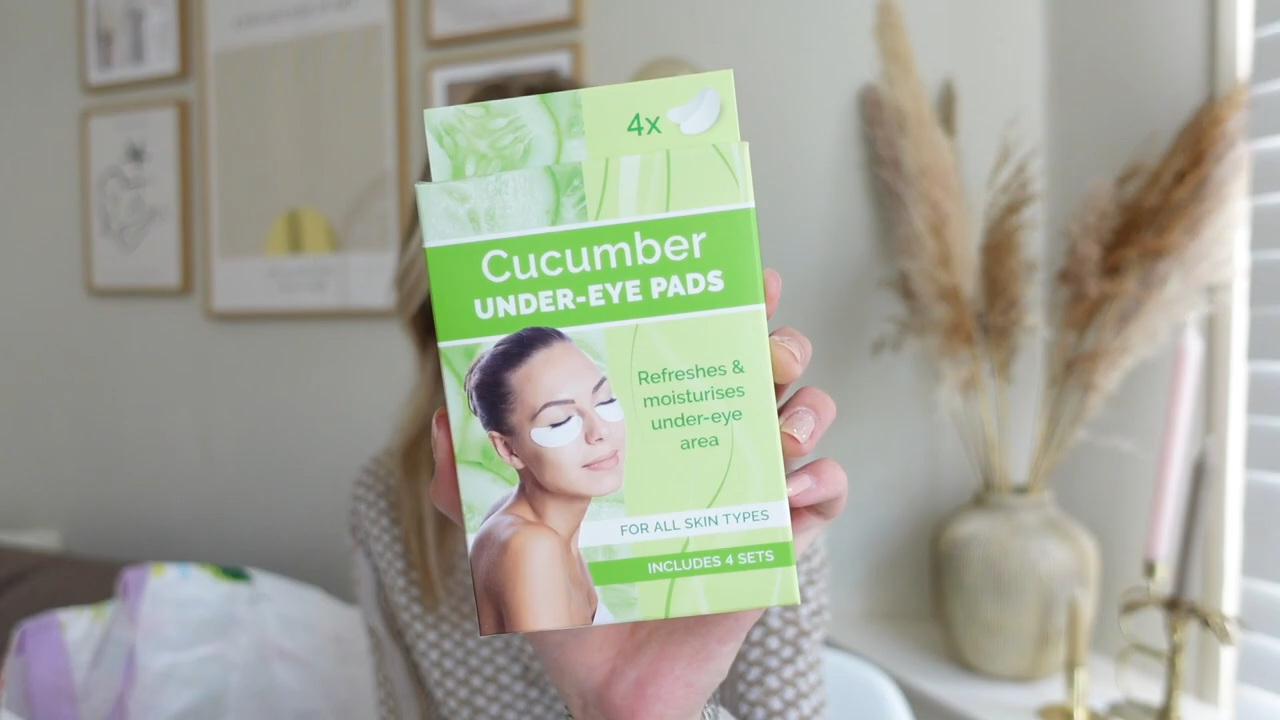 4x
Cucumber
UNDER-EYE PADS
Refreshes &
moisturises
under-eye
area
FOR ALL SKIN TYPES
INCLUDES 4 SETS